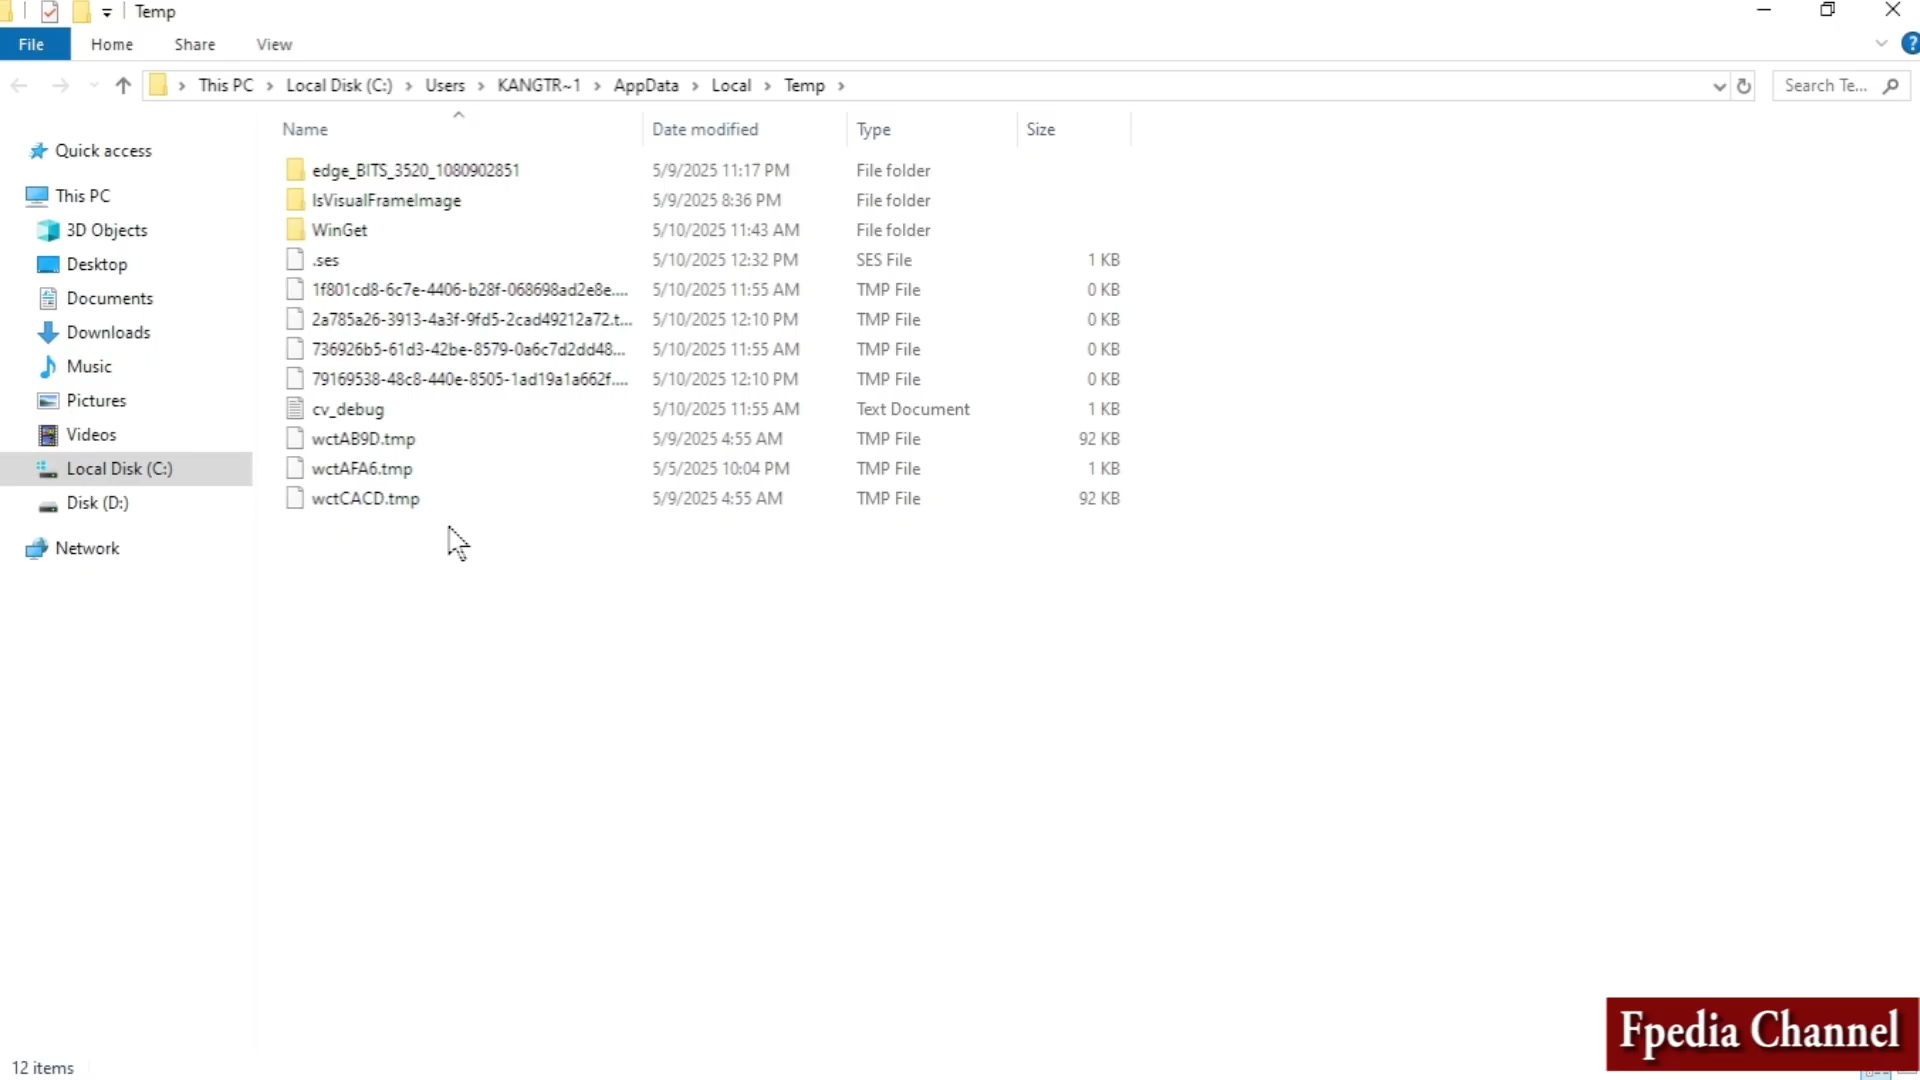 Temp
File Home Share View
This PC Local Disk (C:) Users KANGTR~1 AppData Local Temp Search Te...
Name Date modified Type Size
Quick access
This PC
3D Objects
Desktop
Documents
Downloads
Music
Pictures
Videos
Local Disk (C:)
Disk (D:)
Network
edge_BITS_3520_1080902851 5/9/2025 11:17 PM File folder
IsVisualFrameImage 5/9/2025 8:36 PM File folder
WinGet 5/10/2025 11:43 AM File folder
.ses 5/10/2025 12:32 PM SES File 1 KB
1f801cd8-6c7e-4406-b28f-068698ad2e8e.... 5/10/2025 11:55 AM TMP File 0 KB
2a785a26-3913-4a3f-9fd5-2cad49212a72.t... 5/10/2025 12:10 PM TMP File 0 KB
736926b5-61d3-42be-8579-0a6c7d2dd48... 5/10/2025 11:55 AM TMP File 0 KB
79169538-48c8-440e-8505-1ad19a1a662f.... 5/10/2025 12:10 PM TMP File 0 KB
cv_debug 5/10/2025 11:55 AM Text Document 1 KB
wctAB9D.tmp 5/9/2025 4:55 AM TMP File 92 KB
wctAFA6.tmp 5/5/2025 10:04 PM TMP File 1 KB
wctCACD.tmp 5/9/2025 4:55 AM TMP File 92 KB
Fpedia Channel
12 items